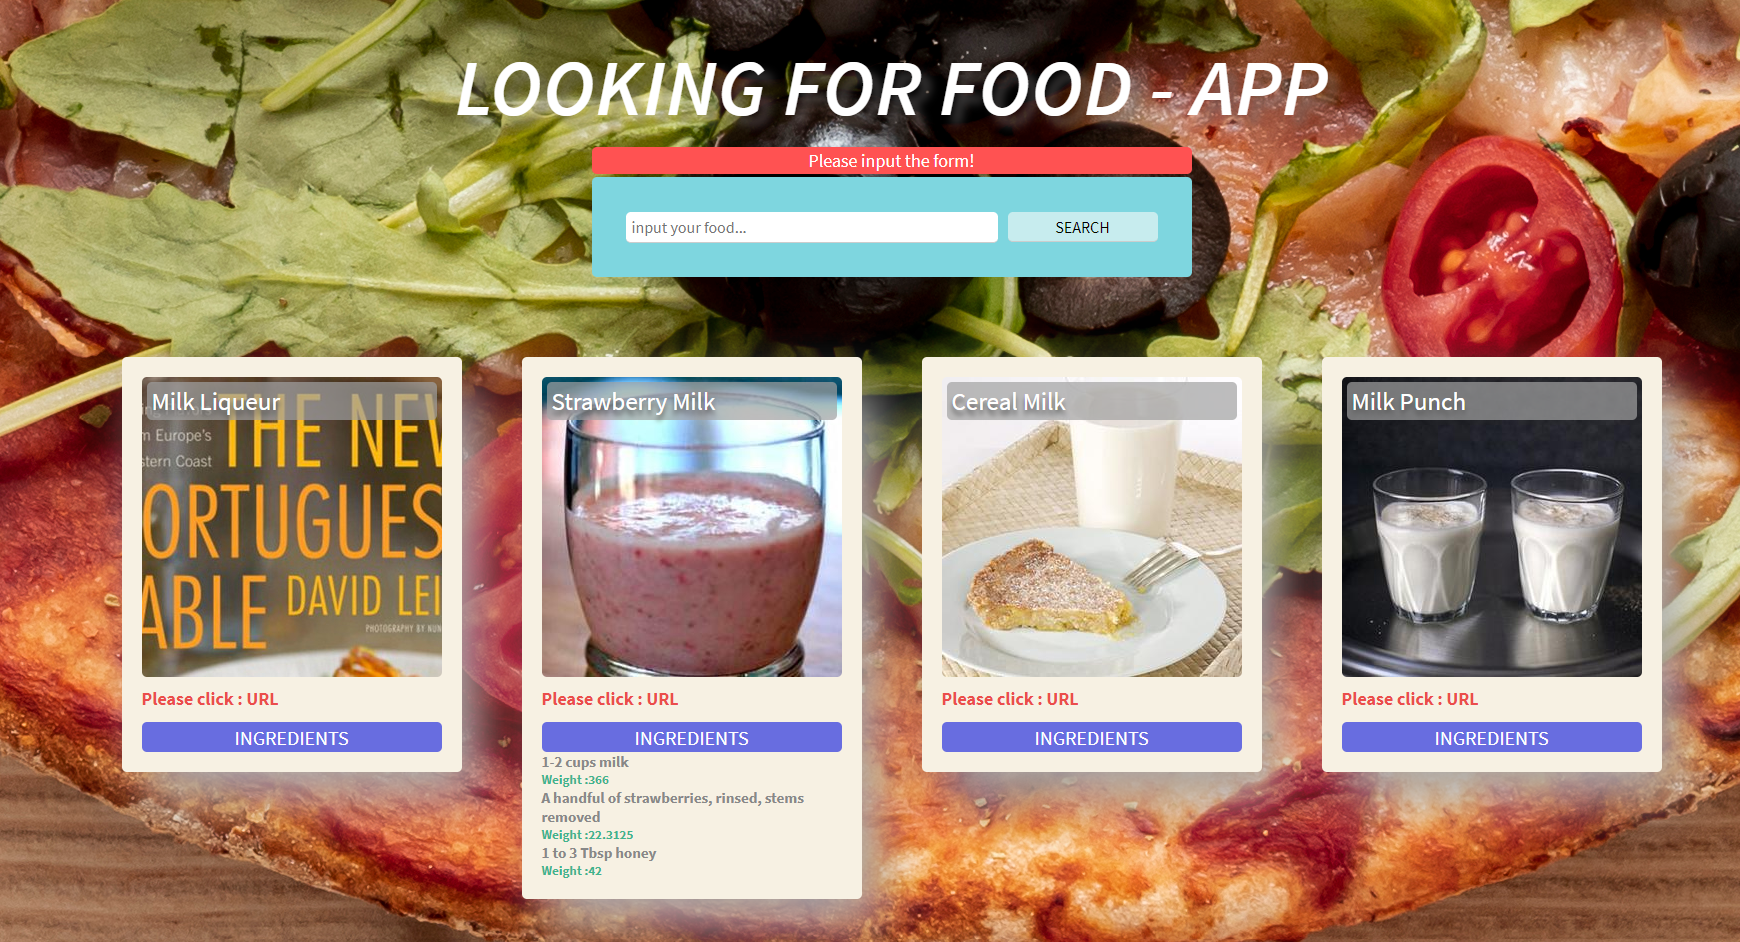 LOOKING FOR FOOD - APP
Please input the form!
input your food...
SEARCH
Milk Liqueur
m Europe's
stern Coast
THE NEW
ORTUGUES
ABLE
DAVID LEI
PHOTOGRAPHY BY NUN
Please click : URL
INGREDIENTS
Strawberry Milk
Please click : URL
INGREDIENTS
1-2 cups milk
Weight :366
A handful of strawberries, rinsed, stems
removed
Weight :22.3125
1 to 3 Tbsp honey
Weight :42
Cereal Milk
Please click : URL
INGREDIENTS
Milk Punch
Please click : URL
INGREDIENTS